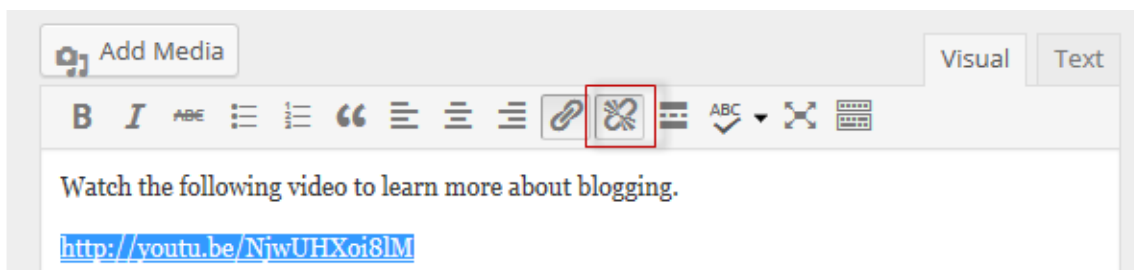 Add Media
Visual Text
B I ABC ABC
Watch the following video to learn more about blogging.
http://youtu.be/NjwUHXoi8lM